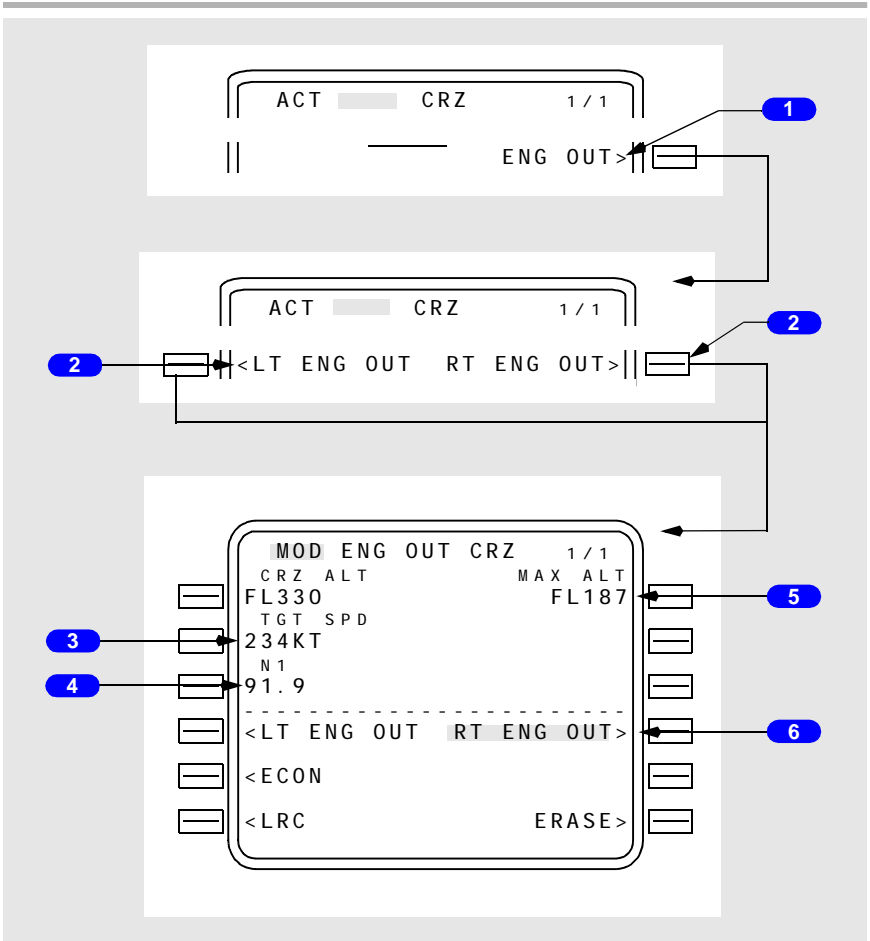 ACT CRZ 1/1
1
ENG OUT>
ACT CRZ 1/1
2
2
<LT ENG OUT RT ENG OUT>
MOD ENG OUT CRZ 1/1
CRZ ALT MAX ALT
FL330 FL187
5
TGT SPD
3
234KT
N1
4
91.9
<LT ENG OUT RT ENG OUT>
6
<ECON
<LRC ERASE>